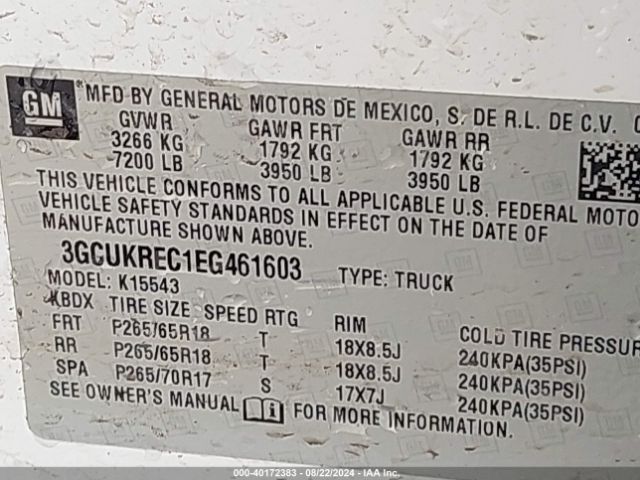 GM
MFD BY GENERAL MOTORS DE MEXICO, S. DE R.L. DE C.V.
GVWR GAWR FRT GAWR RR
3266 KG 1792 KG 1792 KG
7200 LB 3950 LB 3950 LB
THIS VEHICLE CONFORMS TO ALL APPLICABLE U.S. FEDERAL MOTO
VEHICLE SAFETY STANDARDS IN EFFECT ON THE DATE OF
MANUFACTURE SHOWN ABOVE.
3GCUKREC1EG461603 TYPE: TRUCK
MODEL: K15543
KBDX TIRE SIZE SPEED RTG RIM COLD TIRE PRESSUR
FRT P265/65R18 T 18X8.5J 240KPA(35PSI)
RR P265/65R18 T 18X8.5J 240KPA(35PSI)
SPA P265/70R17 S 17X7J 240KPA(35PSI)
SEE OWNER'S MANUAL FOR MORE INFORMATION.
000-40172383 - 08/22/2024 - IAA Inc.